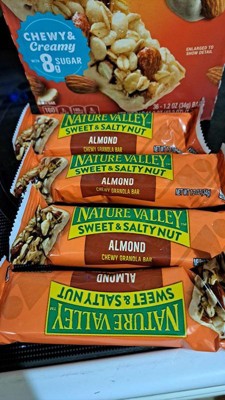 CHEWY &
Creamy
WITH
8g SUGAR
ENLARGED TO
SHOW DETAIL
NATURE VALLEY
SWEET & SALTY NUT
ALMOND
CHEWY GRANOLA BAR
NATURE VALLEY
SWEET & SALTY NUT
ALMOND
CHEWY GRANOLA BAR
NATURE VALLEY
SWEET & SALTY NUT
ALMOND
CHEWY GRANOLA BAR
NATURE VALLEY
SWEET & SALTY NUT
ALMOND